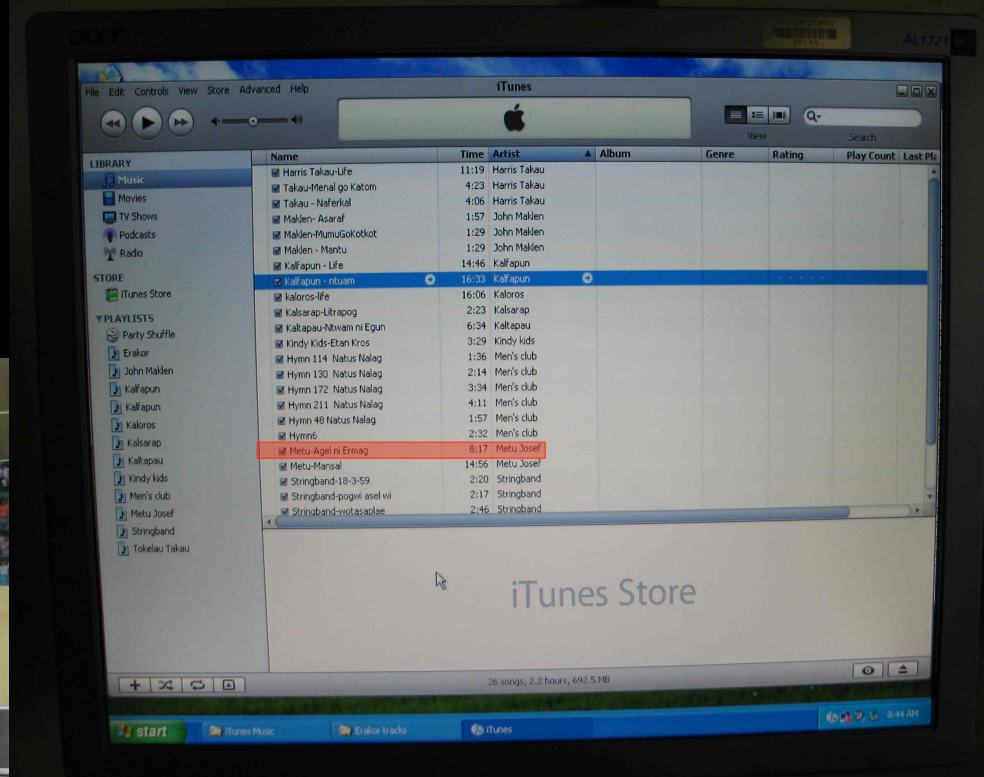 acer
AL1721
iTunes
File Edit Controls View Store Advanced Help
View
Search
LIBRARY
Music
Movies
TV Shows
Podcasts
Radio
STORE
iTunes Store
PLAYLISTS
Party Shuffle
Erakor
John Maklen
Kalfapun
Kalfapun
Kaloros
Kalsarap
Kaltapau
Kindy kids
Men's club
Metu Josef
Stringband
Tokelau Takau
Name Time Artist Album Genre Rating Play Count Last Pla
Harris Takau-Life 11:19 Harris Takau
Takau-Menal go Katom 4:23 Harris Takau
Takau - Naferkal 4:06 Harris Takau
Maklen- Asaraf 1:57 John Maklen
Maklen-MumuGoKotkot 1:29 John Maklen
Maklen - Mantu 1:29 John Maklen
Kalfapun - Life 14:46 Kalfapun
Kalfapun - ntuam 16:33 Kalfapun
kaloros-life 16:06 Kaloros
Kalsarap-Litrapog 2:23 Kalsarap
Kaltapau-Ntwam ni Egun 6:34 Kaltapau
Kindy Kids-Etan Kros 3:29 Kindy kids
Hymn 114 Natus Nalag 1:36 Men's club
Hymn 130 Natus Nalag 2:14 Men's club
Hymn 172 Natus Nalag 3:34 Men's club
Hymn 211 Natus Nalag 4:11 Men's club
Hymn 48 Natus Nalag 1:57 Men's club
Hymn6 2:32 Men's club
Metu-Agel ni Ermag 8:17 Metu Josef
Metu-Mansal 14:56 Metu Josef
Stringband-18-3-59 2:20 Stringband
Stringband-pogwi asel wi 2:17 Stringband
Stringband-wotasaplae 2:46 Stringband
iTunes Store
26 songs, 2.2 hours, 692.5 MB
start iTunes Music Erakor tracks iTunes 8:44 AM